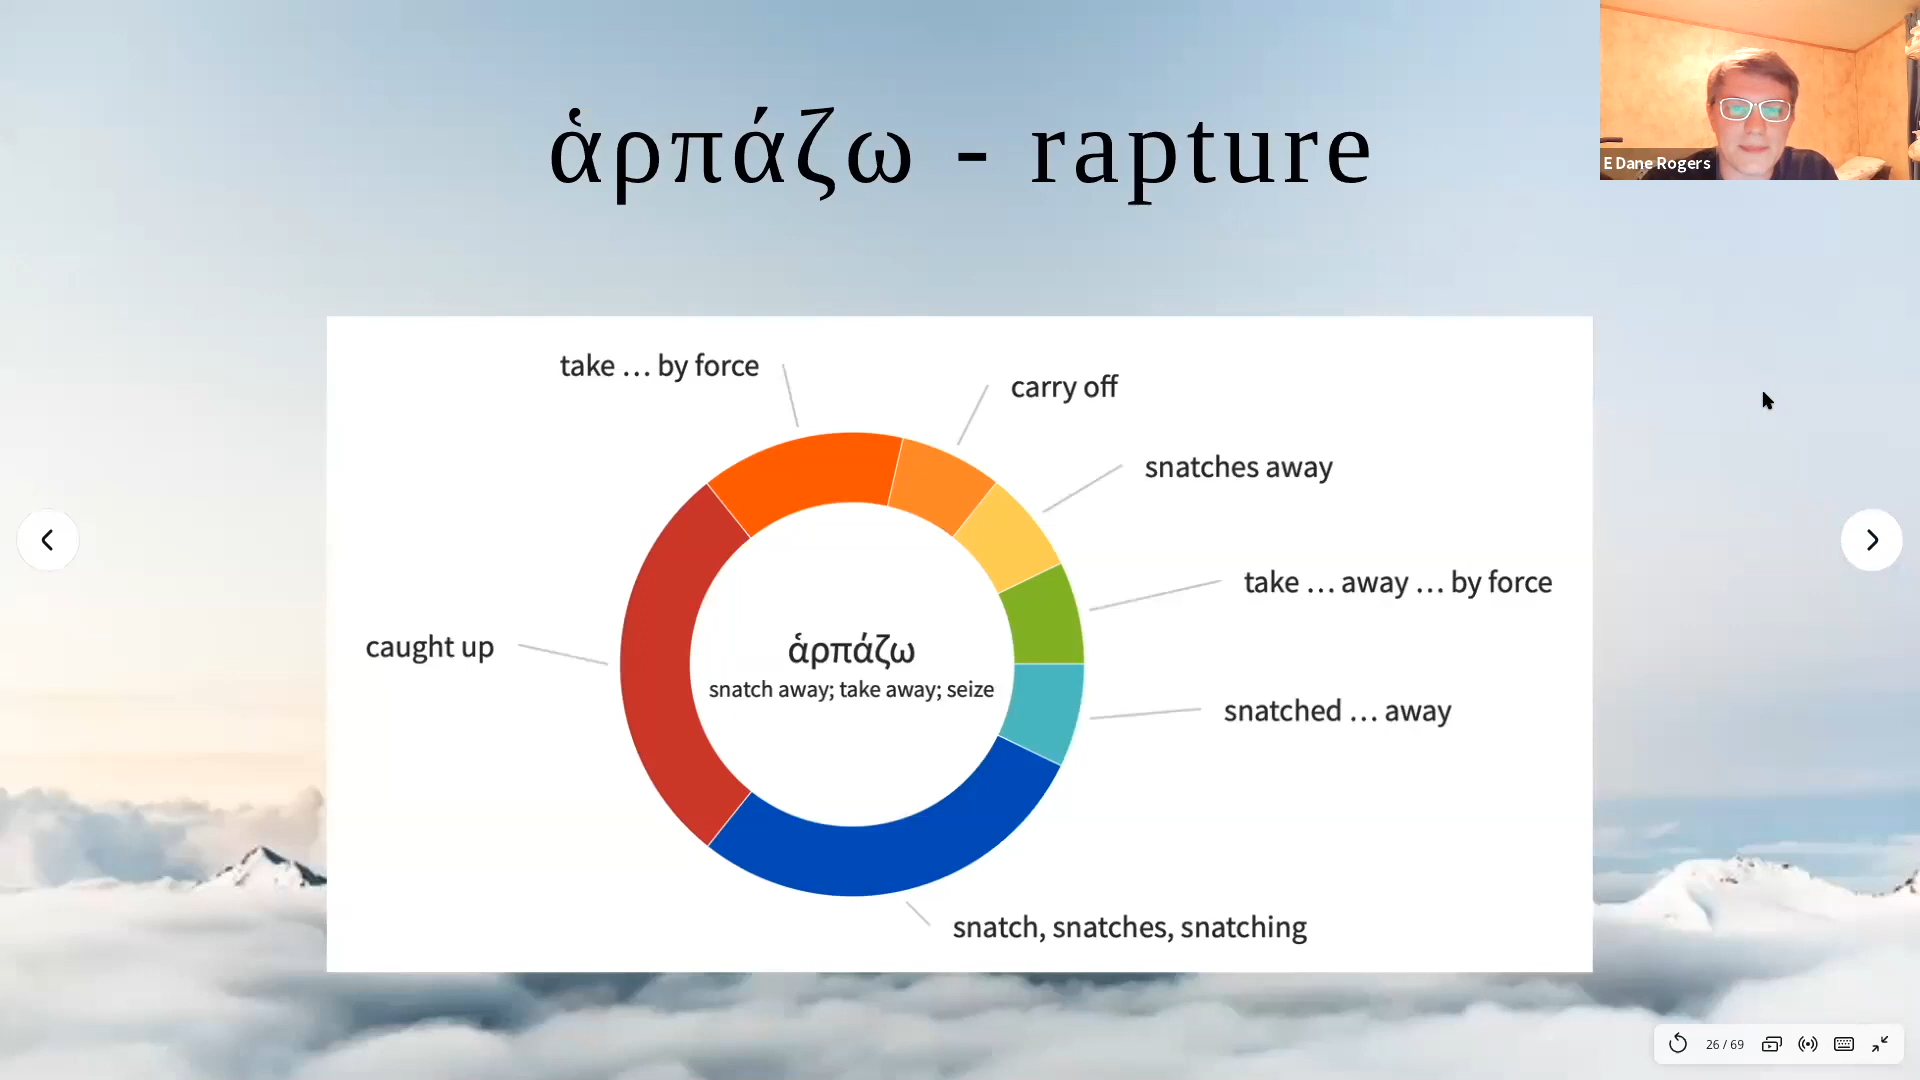 ἁρπάζω - rapture
E Dane Rogers
take … by force
carry off
snatches away
take … away … by force
caught up
ἁρπάζω
snatch away; take away; seize
snatched … away
snatch, snatches, snatching
26 / 69